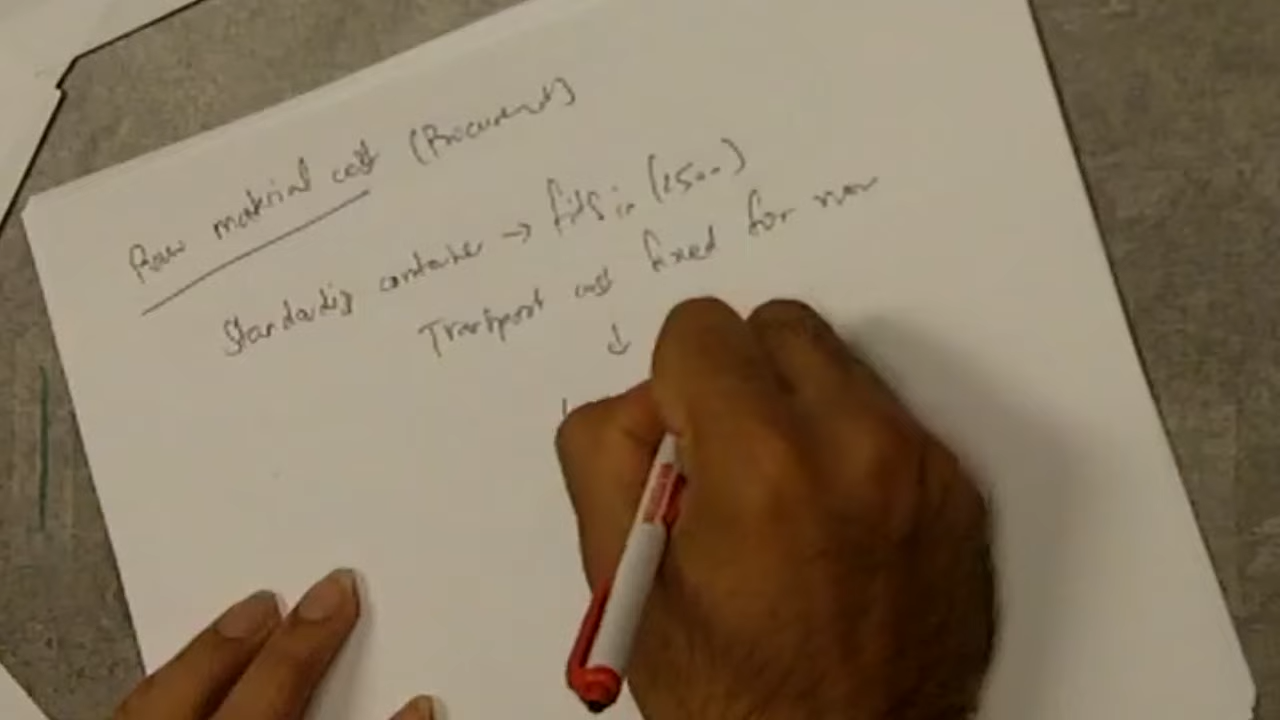 Raw material cost (Procurement)
Standardize container → fits in (1500)
Transport cost fixed for now
↓